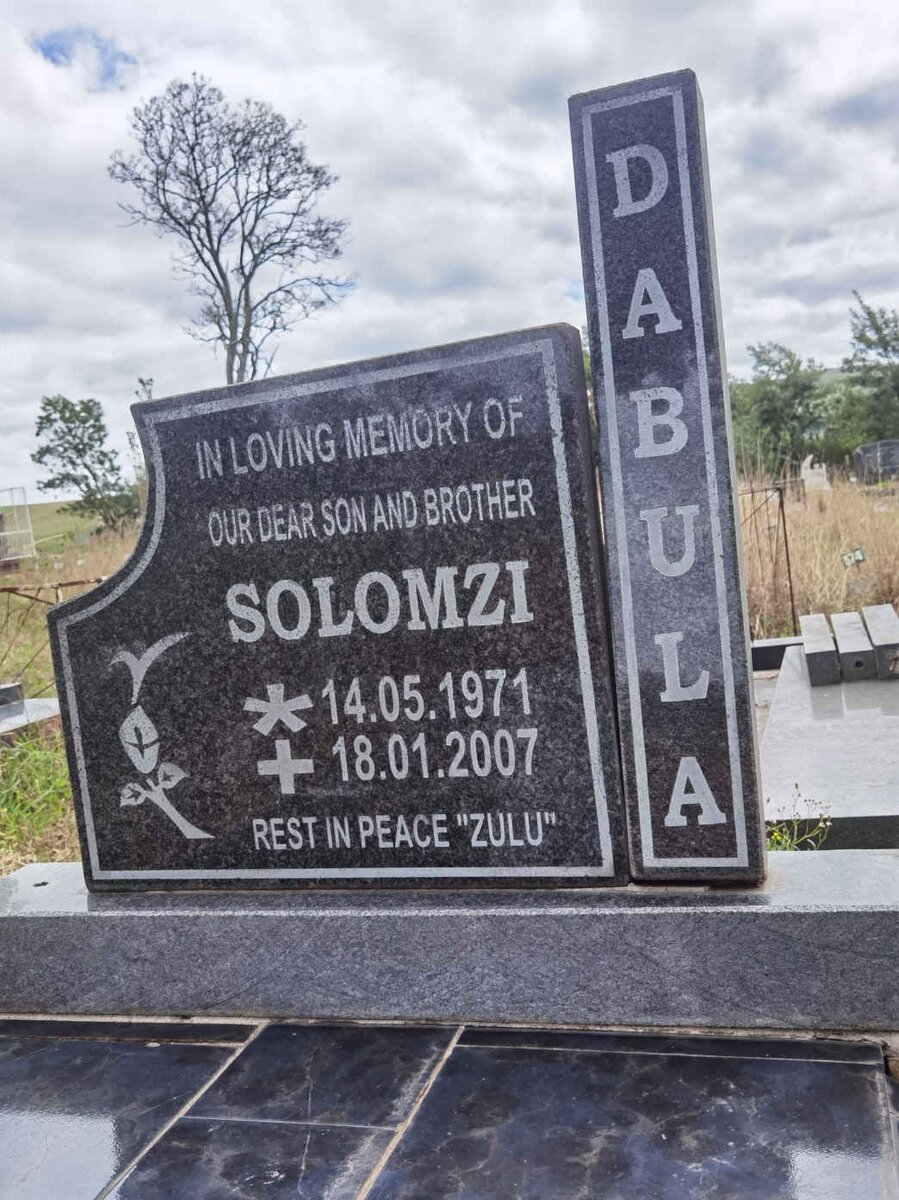 IN LOVING MEMORY OF
OUR DEAR SON AND BROTHER
SOLOMZI
14.05.1971
18.01.2007
REST IN PEACE "ZULU"
DABULA